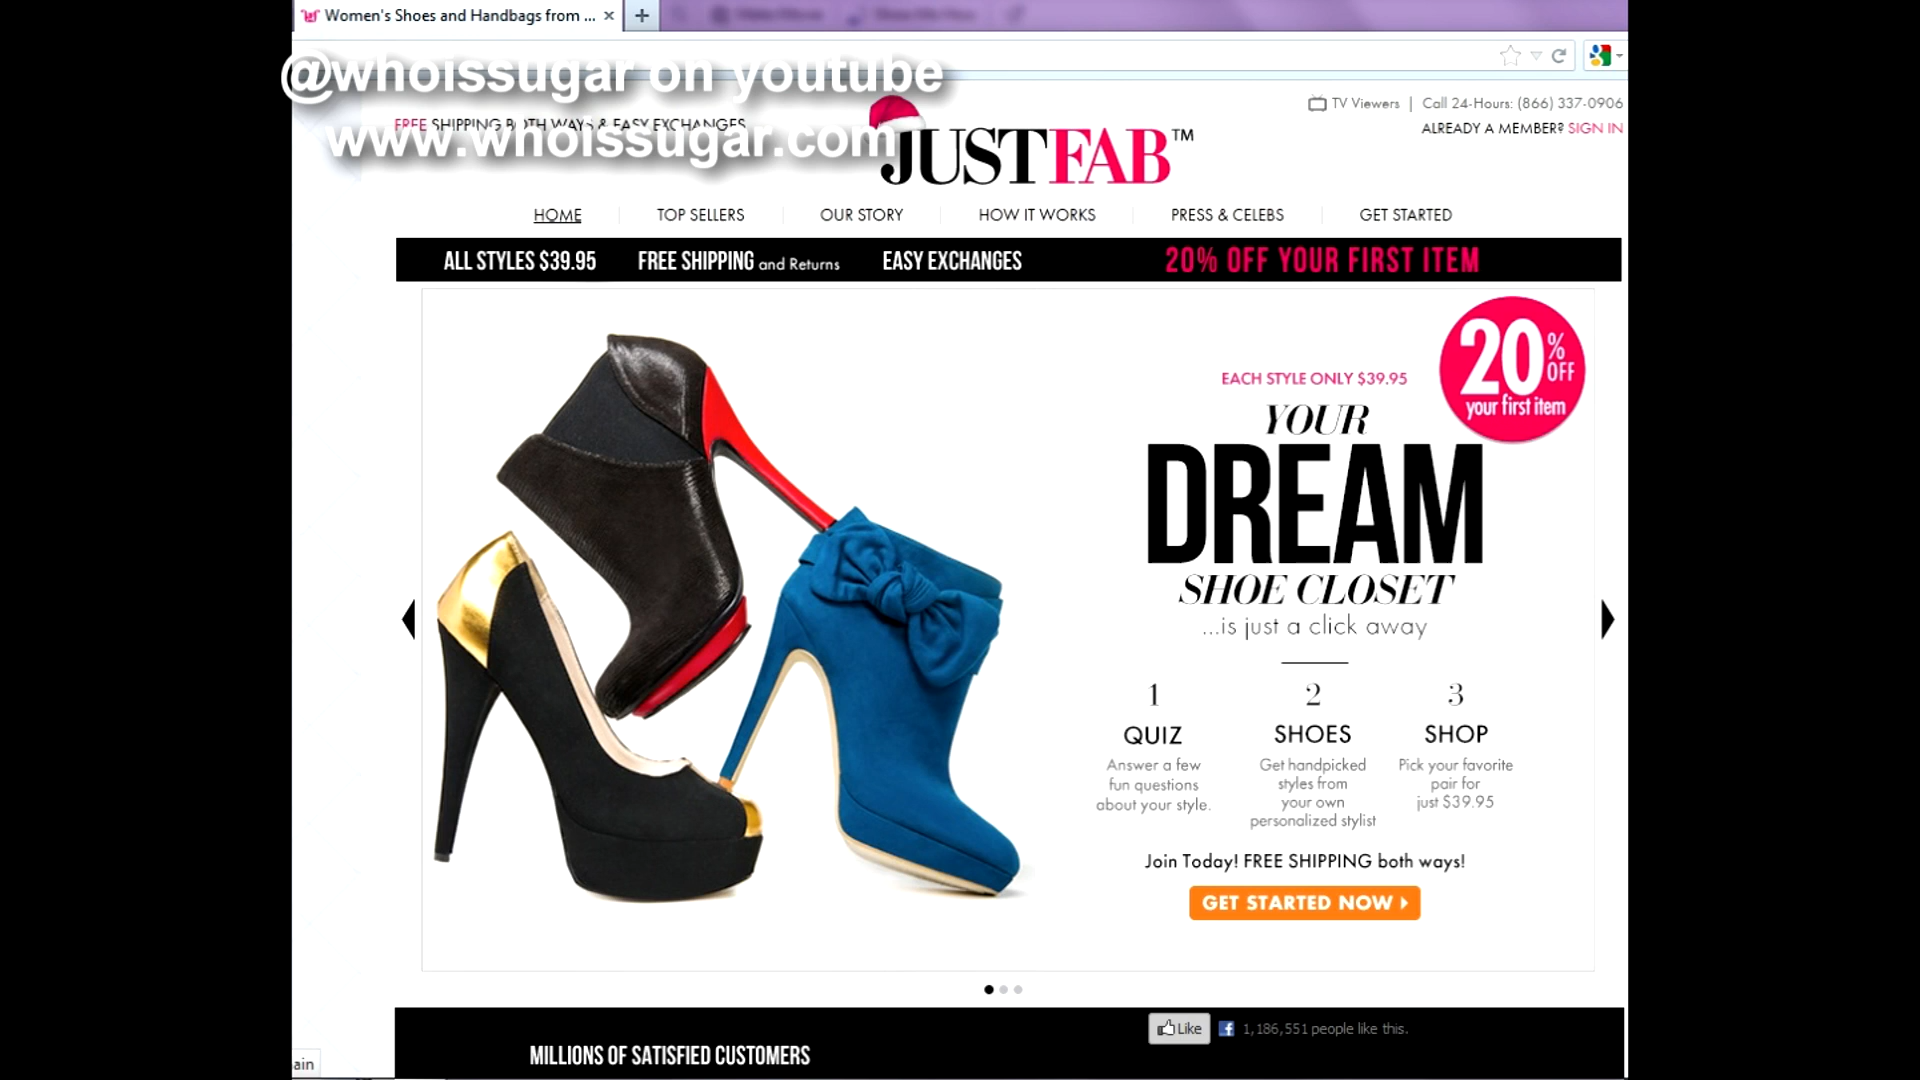 Women's Shoes and Handbags from ...
@whoissugar on youtube
www.whoissugar.com
TV Viewers | Call 24-Hours: (866) 337-0906
FREE SHIPPING BOTH WAYS & EASY EXCHANGES
ALREADY A MEMBER? SIGN IN
JUSTFAB™
HOME TOP SELLERS OUR STORY HOW IT WORKS PRESS & CELEBS GET STARTED
ALL STYLES $39.95 FREE SHIPPING and Returns EASY EXCHANGES 20% OFF YOUR FIRST ITEM
20% OFF
your first item
EACH STYLE ONLY $39.95
YOUR
DREAM
SHOE CLOSET
...is just a click away
1 2 3
QUIZ SHOES SHOP
Answer a few
fun questions
about your style.
Get handpicked
styles from
your own
personalized stylist
Pick your favorite
pair for
just $39.95
Join Today! FREE SHIPPING both ways!
GET STARTED NOW
Like 1,186,551 people like this.
MILLIONS OF SATISFIED CUSTOMERS
ain